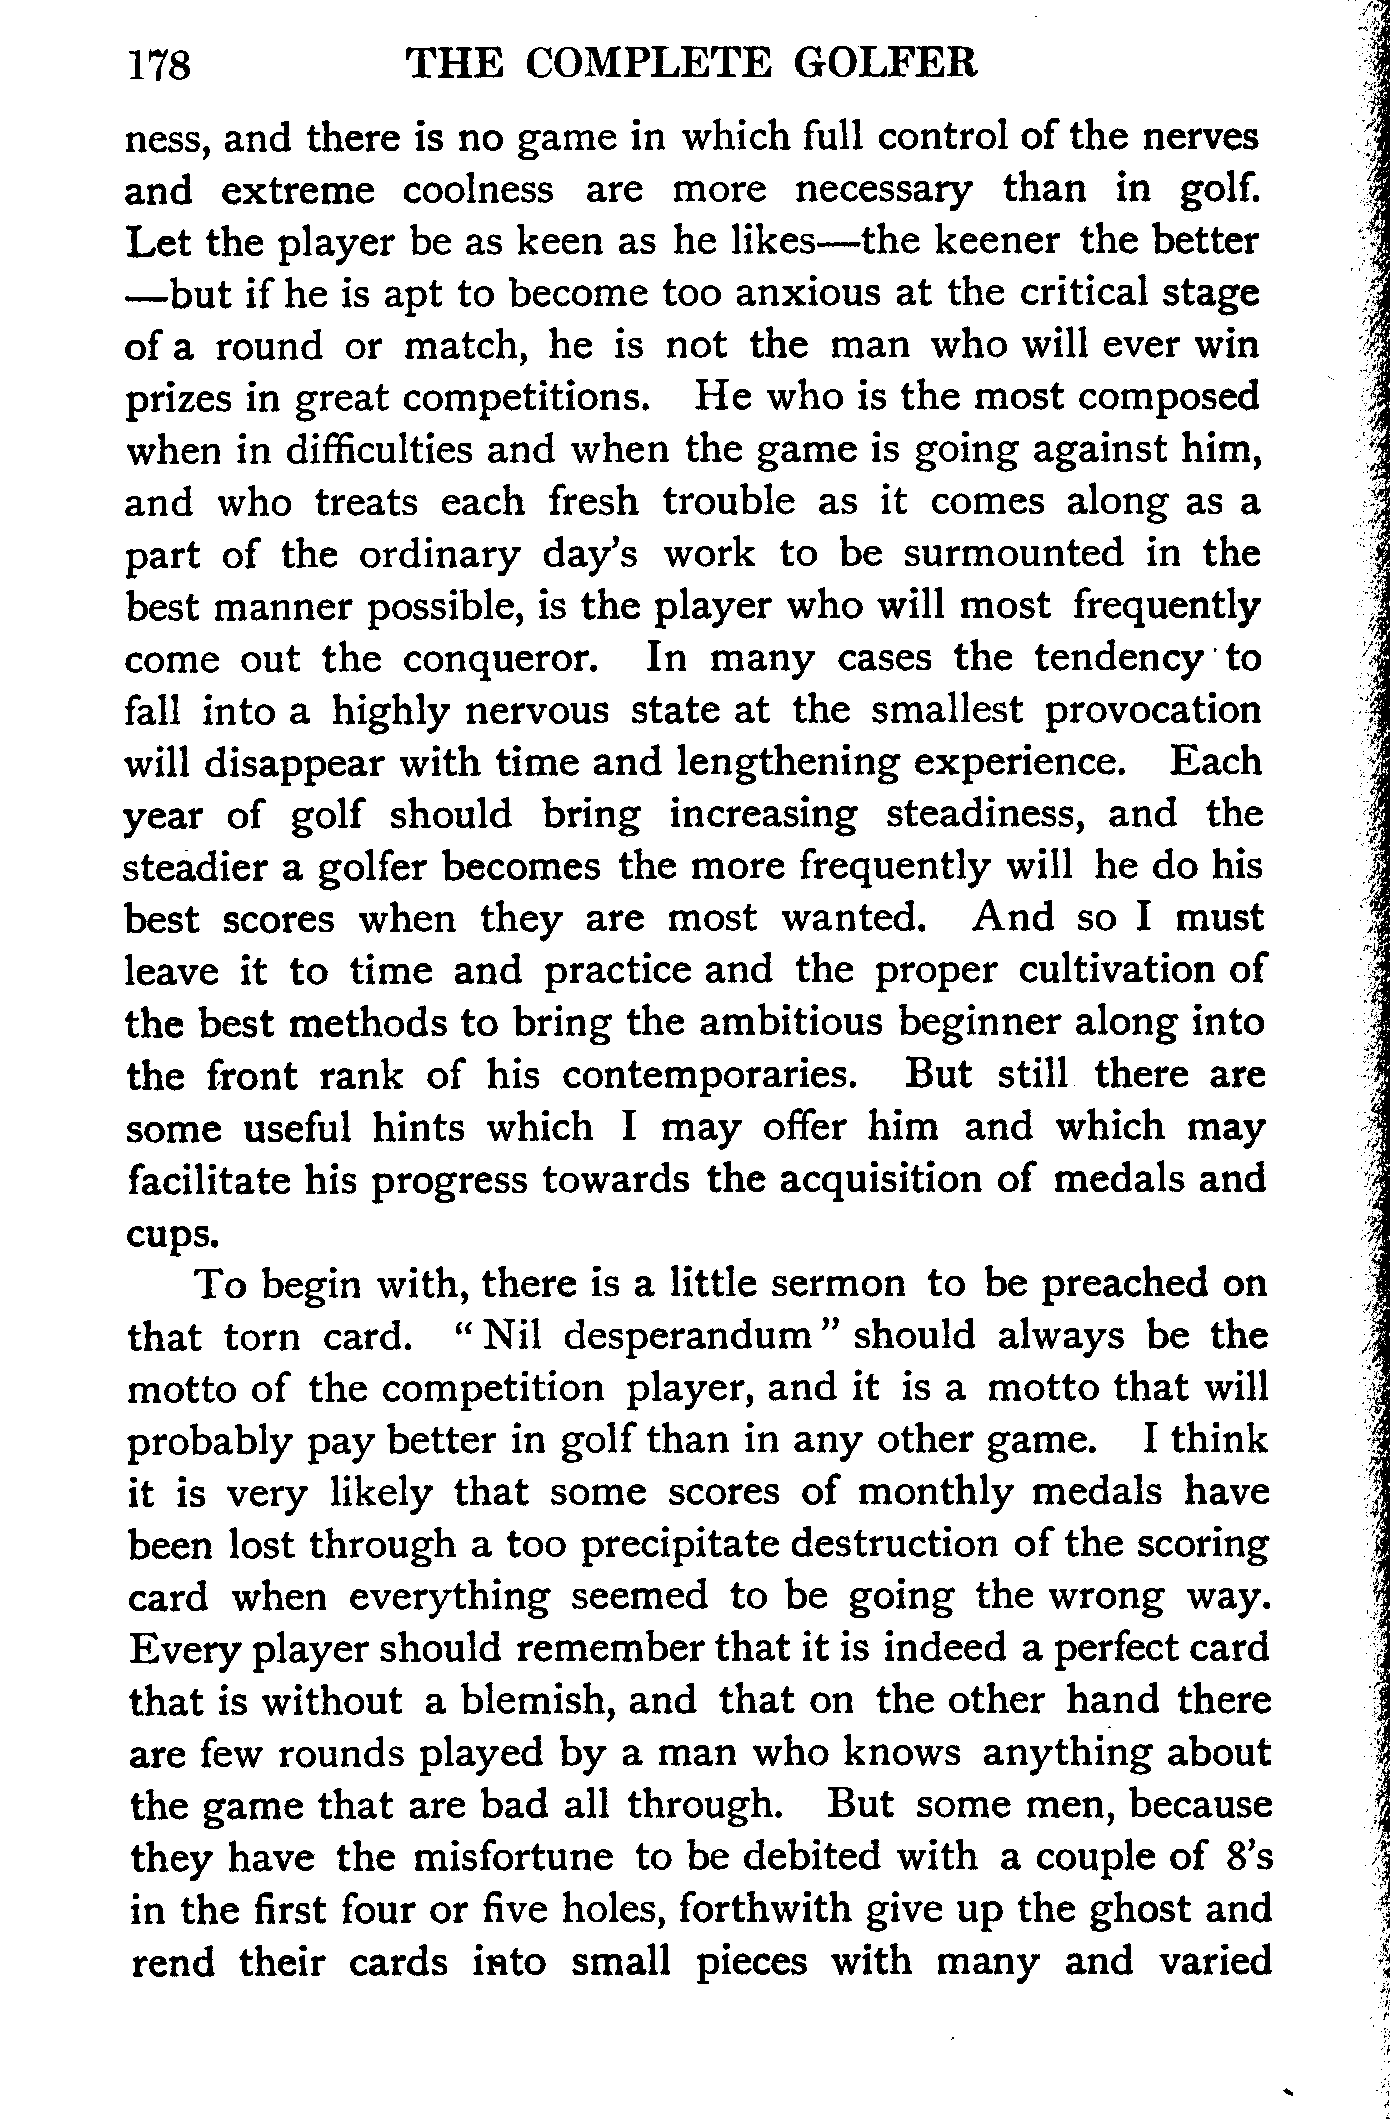 178 THE COMPLETE GOLFER
ness, and there is no game in which full control of the nerves
and extreme coolness are more necessary than in golf.
Let the player be as keen as he likes—the keener the better
—but if he is apt to become too anxious at the critical stage
of a round or match, he is not the man who will ever win
prizes in great competitions. He who is the most composed
when in difficulties and when the game is going against him,
and who treats each fresh trouble as it comes along as a
part of the ordinary day's work to be surmounted in the
best manner possible, is the player who will most frequently
come out the conqueror. In many cases the tendency to
fall into a highly nervous state at the smallest provocation
will disappear with time and lengthening experience. Each
year of golf should bring increasing steadiness, and the
steadier a golfer becomes the more frequently will he do his
best scores when they are most wanted. And so I must
leave it to time and practice and the proper cultivation of
the best methods to bring the ambitious beginner along into
the front rank of his contemporaries. But still there are
some useful hints which I may offer him and which may
facilitate his progress towards the acquisition of medals and
cups.
To begin with, there is a little sermon to be preached on
that torn card. "Nil desperandum" should always be the
motto of the competition player, and it is a motto that will
probably pay better in golf than in any other game. I think
it is very likely that some scores of monthly medals have
been lost through a too precipitate destruction of the scoring
card when everything seemed to be going the wrong way.
Every player should remember that it is indeed a perfect card
that is without a blemish, and that on the other hand there
are few rounds played by a man who knows anything about
the game that are bad all through. But some men, because
they have the misfortune to be debited with a couple of 8's
in the first four or five holes, forthwith give up the ghost and
rend their cards into small pieces with many and varied